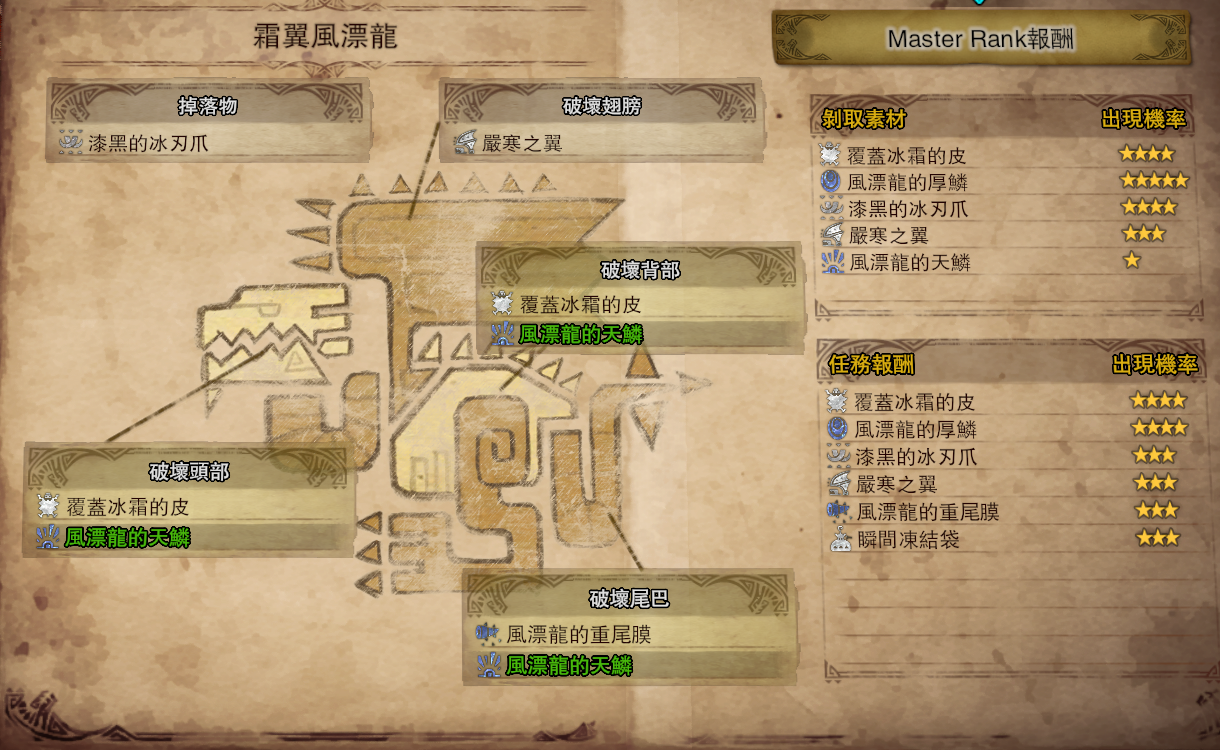 霜翼風漂龍
Master Rank報酬
掉落物
漆黑的冰刃爪
破壞翅膀
嚴寒之翼
破壞背部
覆蓋冰霜的皮
風漂龍的天鱗
破壞頭部
覆蓋冰霜的皮
風漂龍的天鱗
破壞尾巴
風漂龍的重尾膜
風漂龍的天鱗
剝取素材 出現機率
覆蓋冰霜的皮 ★★★★
風漂龍的厚鱗 ★★★★★
漆黑的冰刃爪 ★★★★
嚴寒之翼 ★★★
風漂龍的天鱗 ★
任務報酬 出現機率
覆蓋冰霜的皮 ★★★★
風漂龍的厚鱗 ★★★★
漆黑的冰刃爪 ★★★
嚴寒之翼 ★★★
風漂龍的重尾膜 ★★★
瞬間凍結袋 ★★★